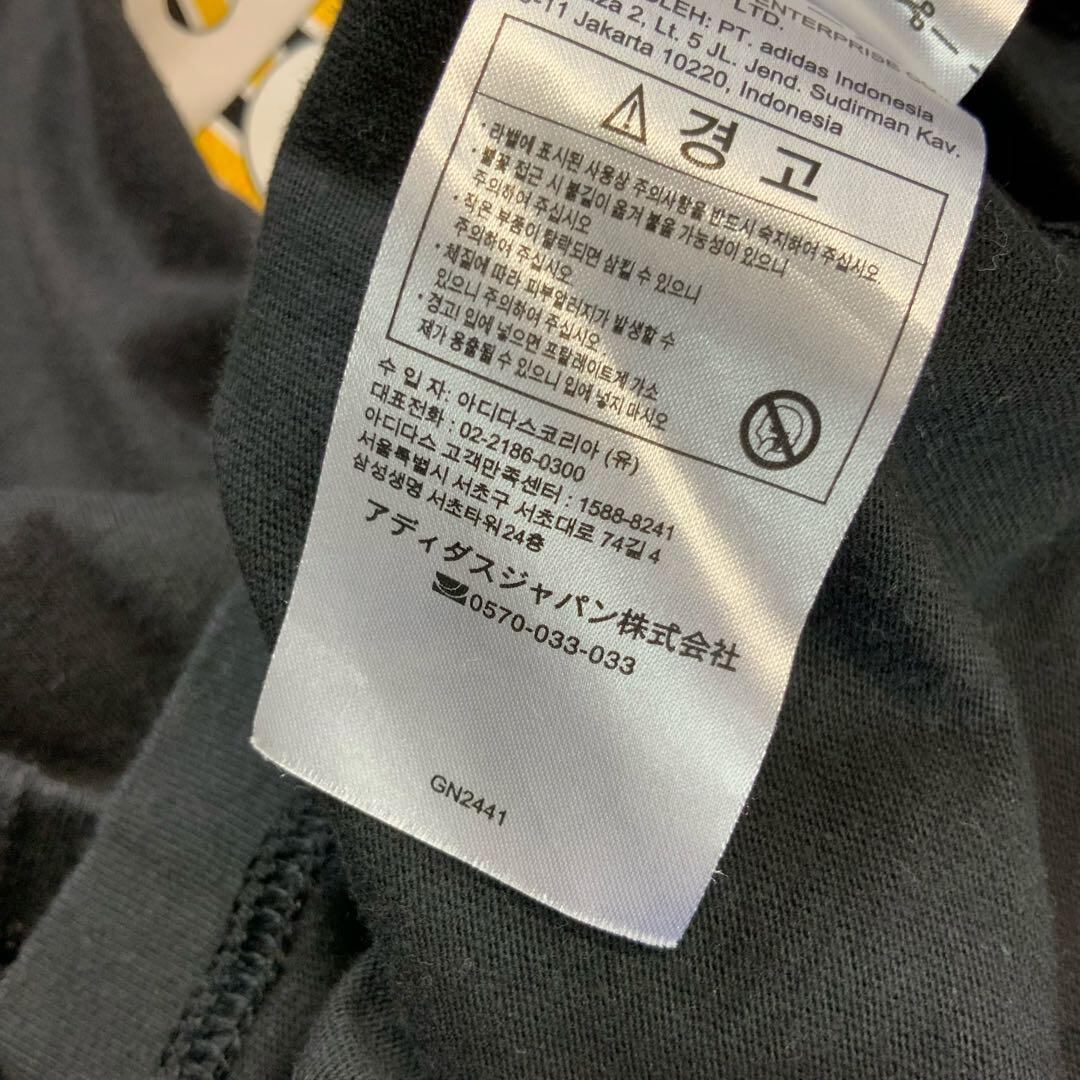 ENTERPRISE
LTD.
OLEH: PT. adidas Indonesia
za 2, Lt. 5 JL. Jend. Sudirman Kav.
-11 Jakarta 10220, Indonesia
경 고
· 라벨에 표시된 사용상 주의사항을 반드시 숙지하여 주십시오
· 불꽃 접근 시 불길이 옮겨 붙을 가능성이 있으니
주의하여 주십시오
· 작은 부품이 탈락되면 삼킬 수 있으니
주의하여 주십시오
· 체질에 따라 피부알러지가 발생할 수
있으니 주의하여 주십시오
· 경고! 입에 넣으면 프탈레이트계 가소
제가 용출될 수 있으니 입에 넣지 마시오
수 입 자: 아디다스코리아 (유)
대표전화 : 02-2186-0300
아디다스 고객만족센터 : 1588-8241
서울특별시 서초구 서초대로 74길 4
삼성생명 서초타워24층
アディダスジャパン株式会社
0570-033-033
GN2441